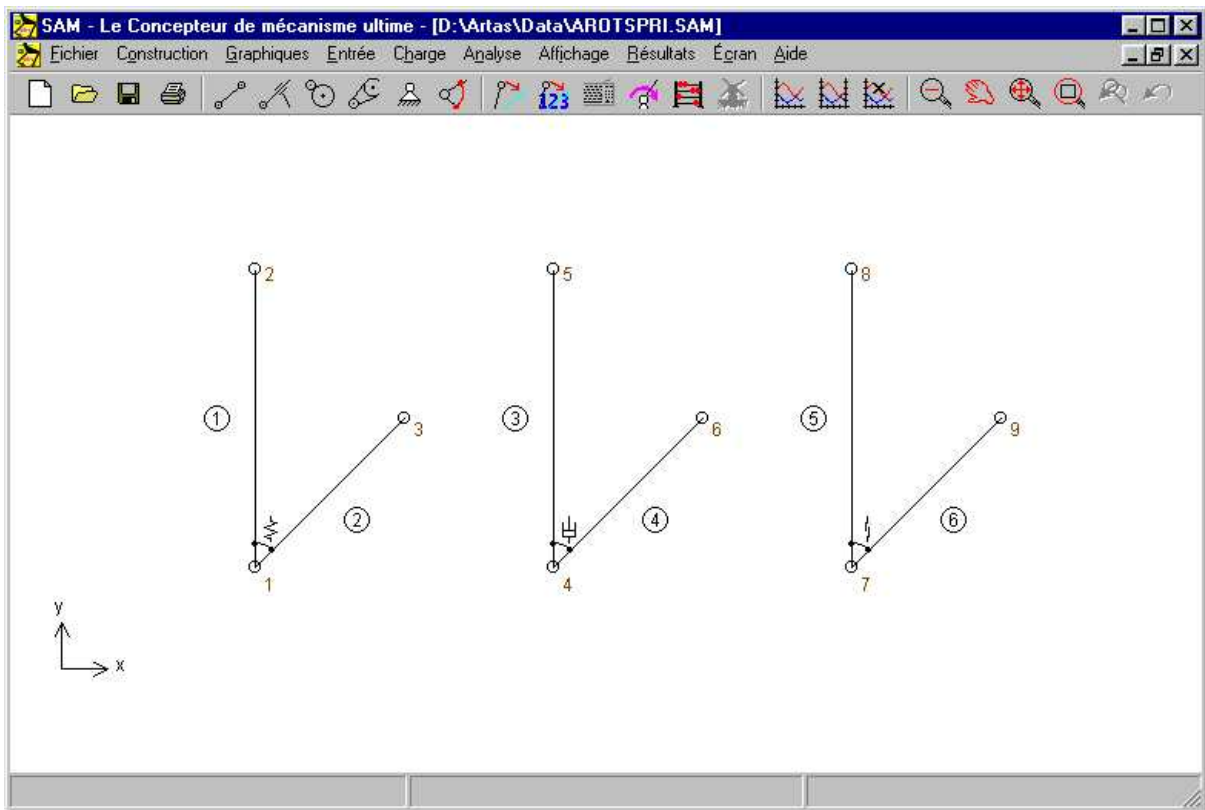 SAM - Le Concepteur de mécanisme ultime - [D:\Artas\Data\AROTSPRI.SAM]
Fichier Construction Graphiques Entrée Charge Analyse Affichage Résultats Écran Aide
123
2 5 8
1 3 3 6 5 9
2 4 6
1 4 7
y
x